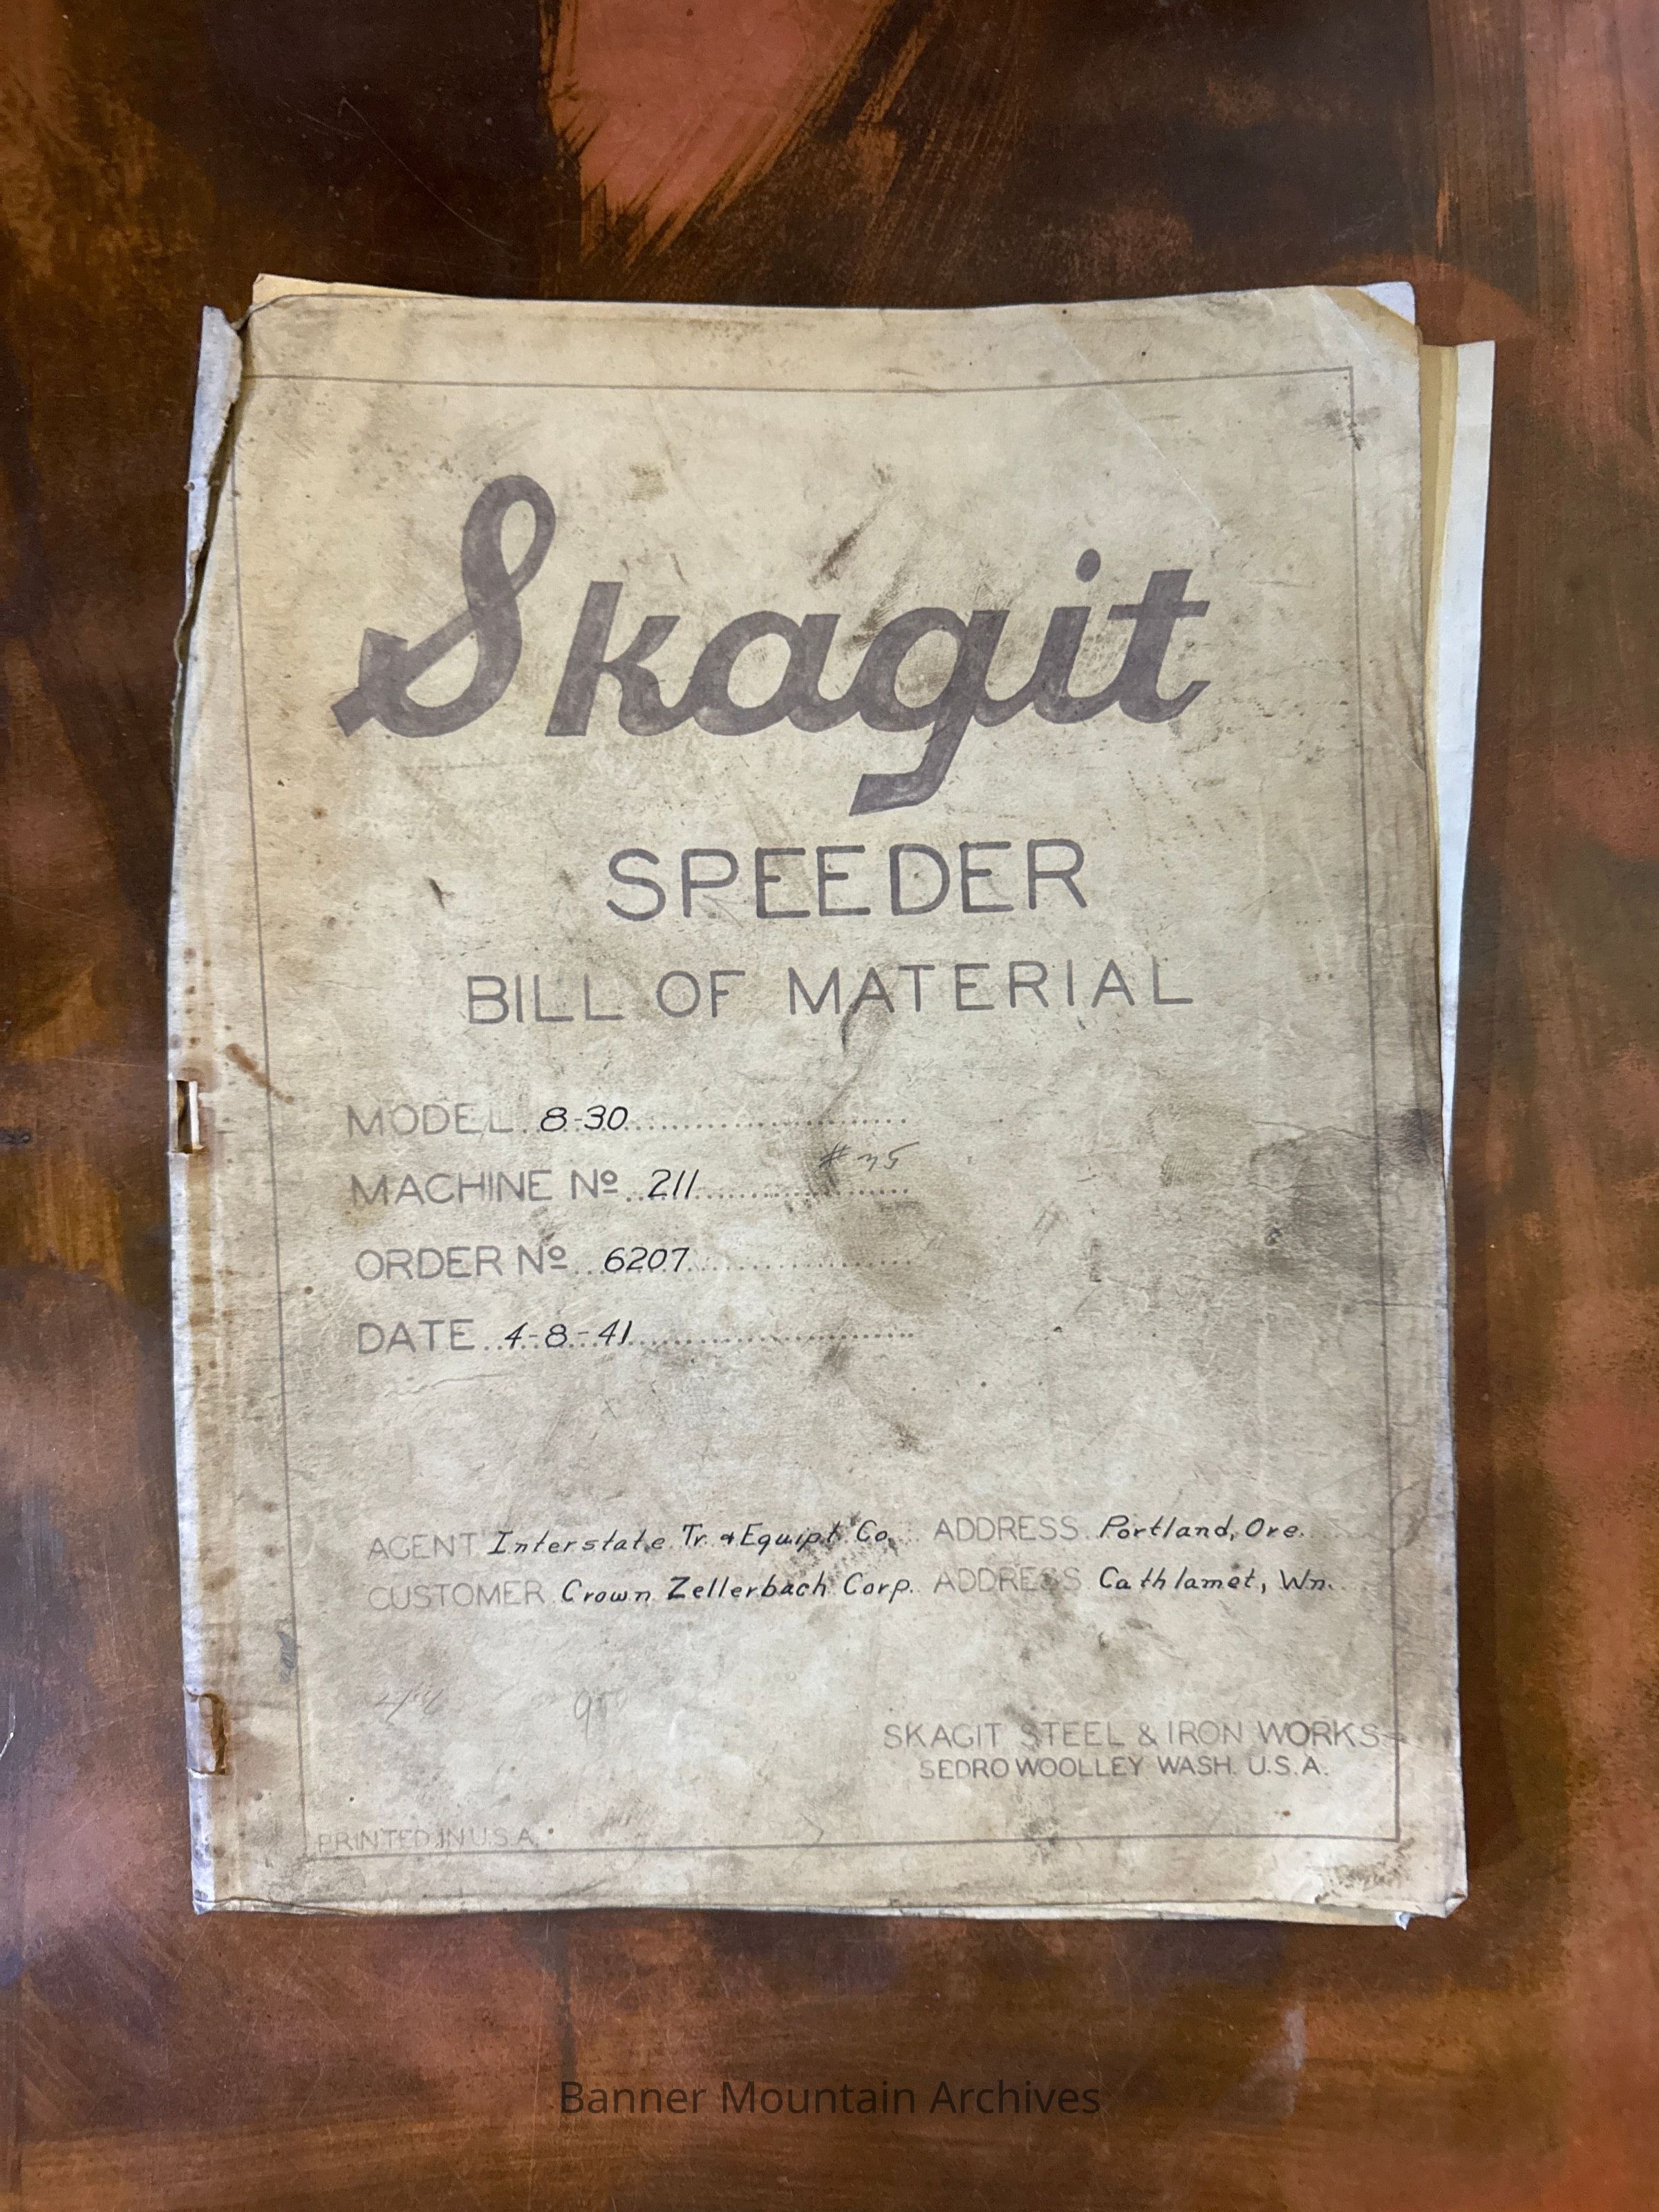 Skagit
SPEEDER
BILL OF MATERIAL
MODEL 8-30
MACHINE Nº 211
ORDER Nº 6207
DATE 4-8-41
AGENT Interstate Tr. & Equipt Co. ADDRESS Portland, Ore.
CUSTOMER Crown Zellerbach Corp. ADDRESS Cathlamet, Wn.
SKAGIT STEEL & IRON WORKS
SEDRO WOOLLEY WASH. U.S.A.
PRINTED IN U.S.A.
Banner Mountain Archives